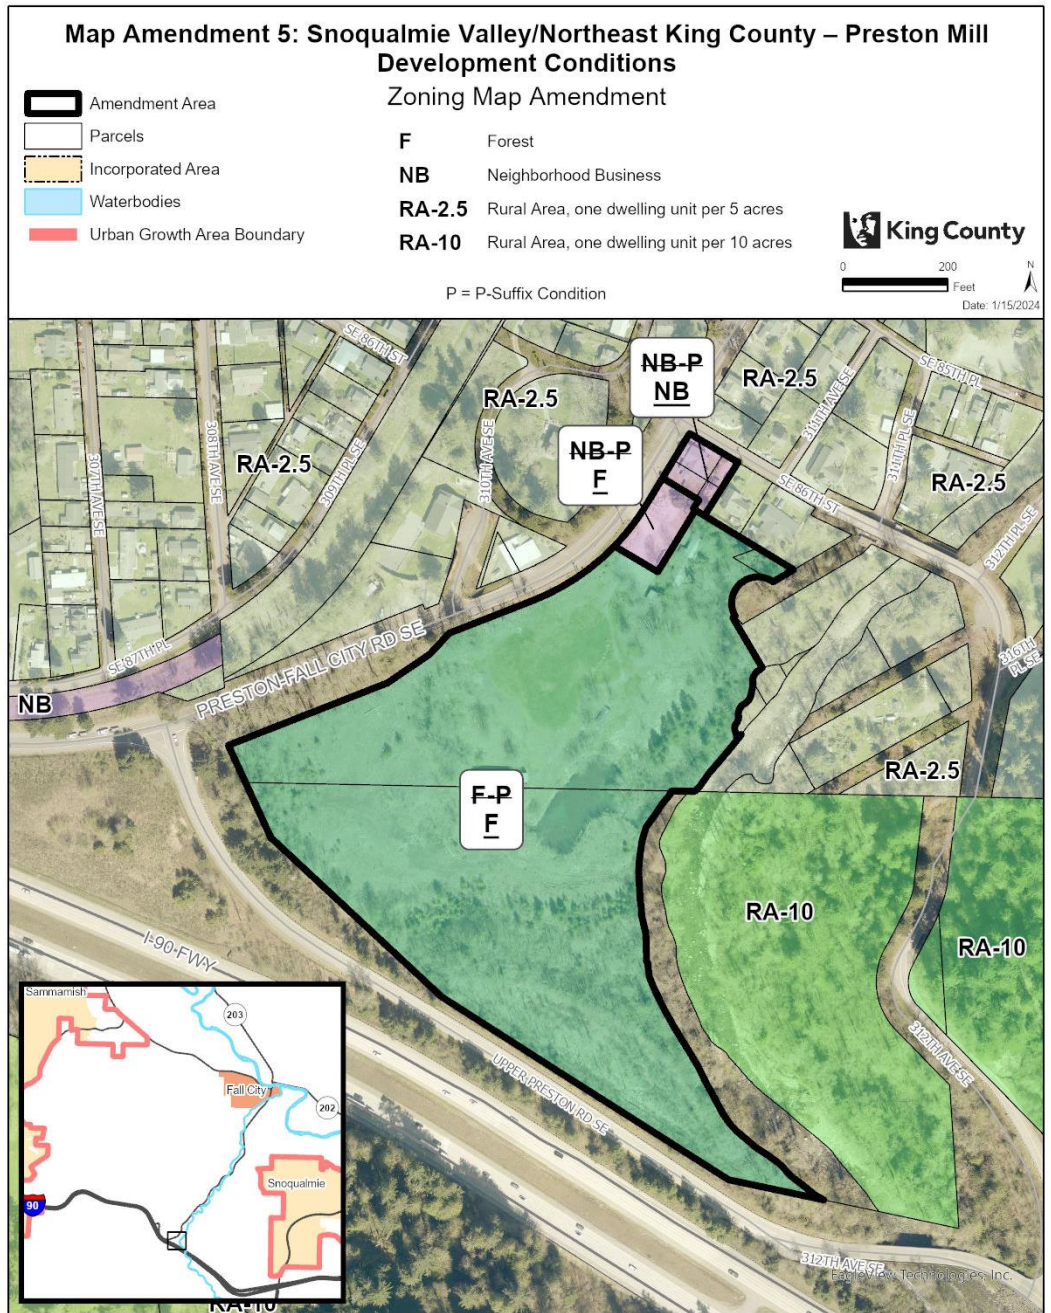 Map Amendment 5: Snoqualmie Valley/Northeast King County – Preston Mill
Development Conditions
Zoning Map Amendment
Amendment Area
Parcels
Incorporated Area
Waterbodies
Urban Growth Area Boundary
F Forest
NB Neighborhood Business
RA-2.5 Rural Area, one dwelling unit per 5 acres
RA-10 Rural Area, one dwelling unit per 10 acres
P = P-Suffix Condition
King County
0 200
Feet
N
Date: 1/15/2024
SE 86TH ST
NB-P
NB
RA-2.5
RA-2.5
SE 85TH PL
311TH AVE SE
311TH PL SE
307TH AVE SE
308TH AVE SE
309TH PL SE
310TH AVE SE
RA-2.5
NB-P
F
RA-2.5
SE 86TH ST
312TH PL SE
316TH
PL SE
SE 87TH PL
PRESTON-FALL CITY RD SE
NB
F-P
F
RA-2.5
RA-10
RA-10
I-90 FWY
312TH AVE SE
UPPER PRESTON RD SE
312TH AVE SE
EagleView Technologies, Inc.
Sammamish
203
Fall City
202
Snoqualmie
90
RA-10